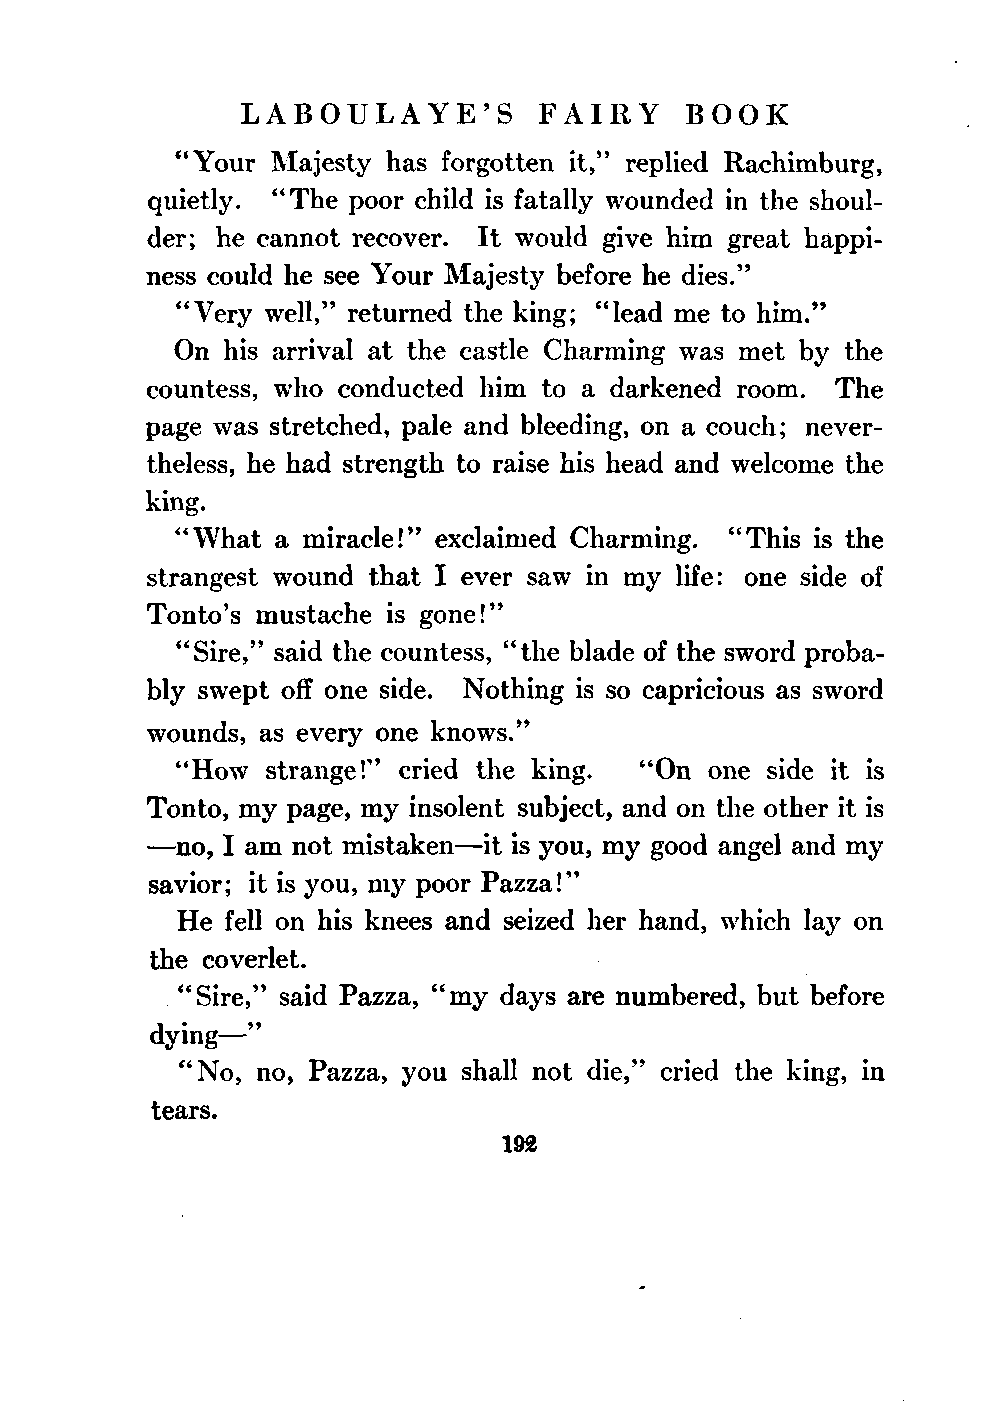 LABOULAYE'S FAIRY BOOK
“Your Majesty has forgotten it,” replied Rachimburg,
quietly. “The poor child is fatally wounded in the shoul-
der; he cannot recover. It would give him great happi-
ness could he see Your Majesty before he dies.”
“Very well,” returned the king; “lead me to him.”
On his arrival at the castle Charming was met by the
countess, who conducted him to a darkened room. The
page was stretched, pale and bleeding, on a couch; never-
theless, he had strength to raise his head and welcome the
king.
“What a miracle!” exclaimed Charming. “This is the
strangest wound that I ever saw in my life: one side of
Tonto's mustache is gone!”
“Sire,” said the countess, “the blade of the sword proba-
bly swept off one side. Nothing is so capricious as sword
wounds, as every one knows.”
“How strange!” cried the king. “On one side it is
Tonto, my page, my insolent subject, and on the other it is
—no, I am not mistaken—it is you, my good angel and my
savior; it is you, my poor Pazza!”
He fell on his knees and seized her hand, which lay on
the coverlet.
“Sire,” said Pazza, “my days are numbered, but before
dying—”
“No, no, Pazza, you shall not die,” cried the king, in
tears.
192